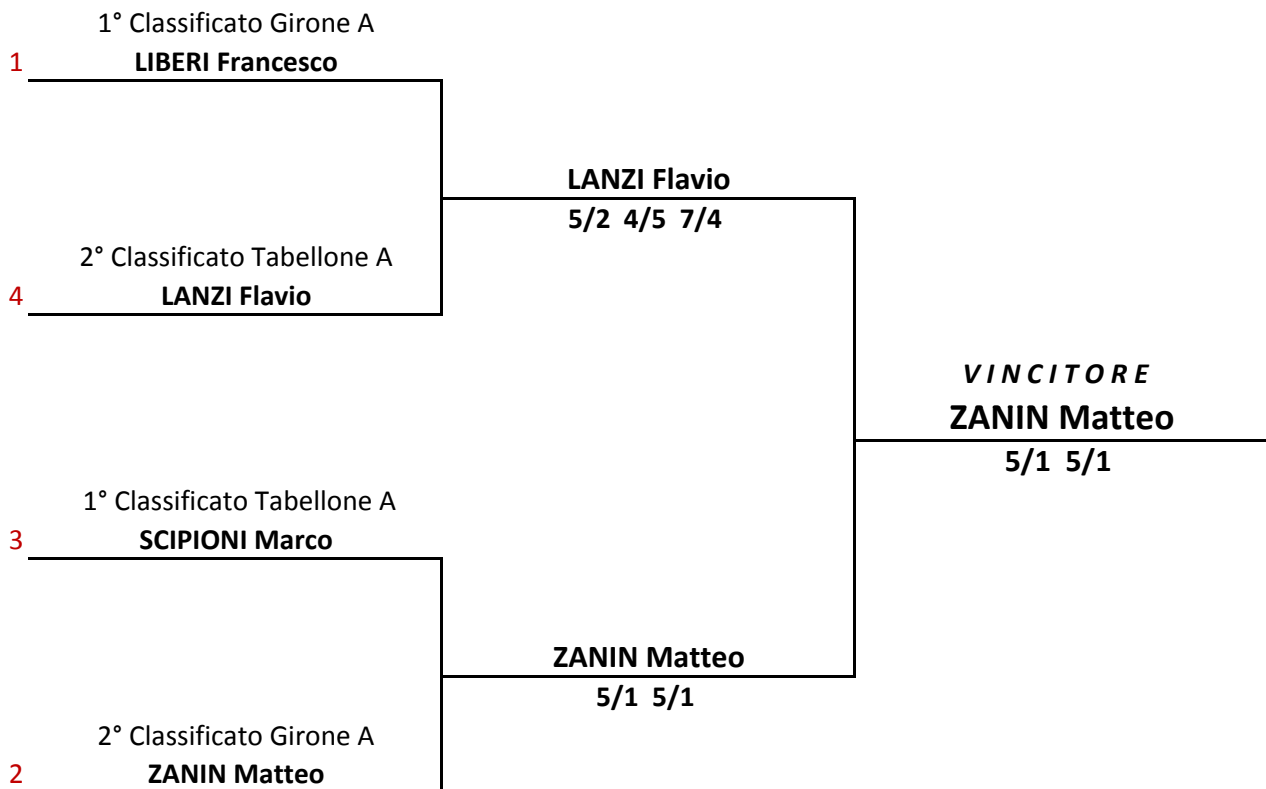 1° Classificato Girone A
1 LIBERI Francesco
LANZI Flavio
5/2 4/5 7/4
2° Classificato Tabellone A
4 LANZI Flavio
VINCITORE
ZANIN Matteo
5/1 5/1
1° Classificato Tabellone A
3 SCIPIONI Marco
ZANIN Matteo
5/1 5/1
2° Classificato Girone A
2 ZANIN Matteo